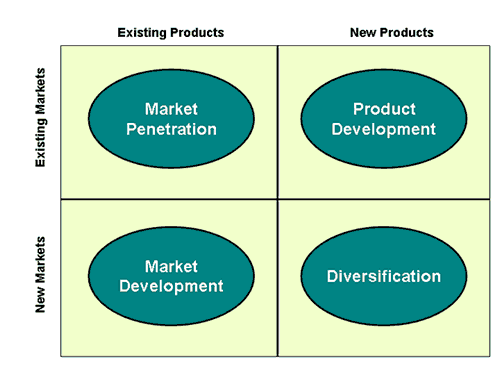 Existing Products
New Products
Existing Markets
Market
Penetration
Product
Development
New Markets
Market
Development
Diversification